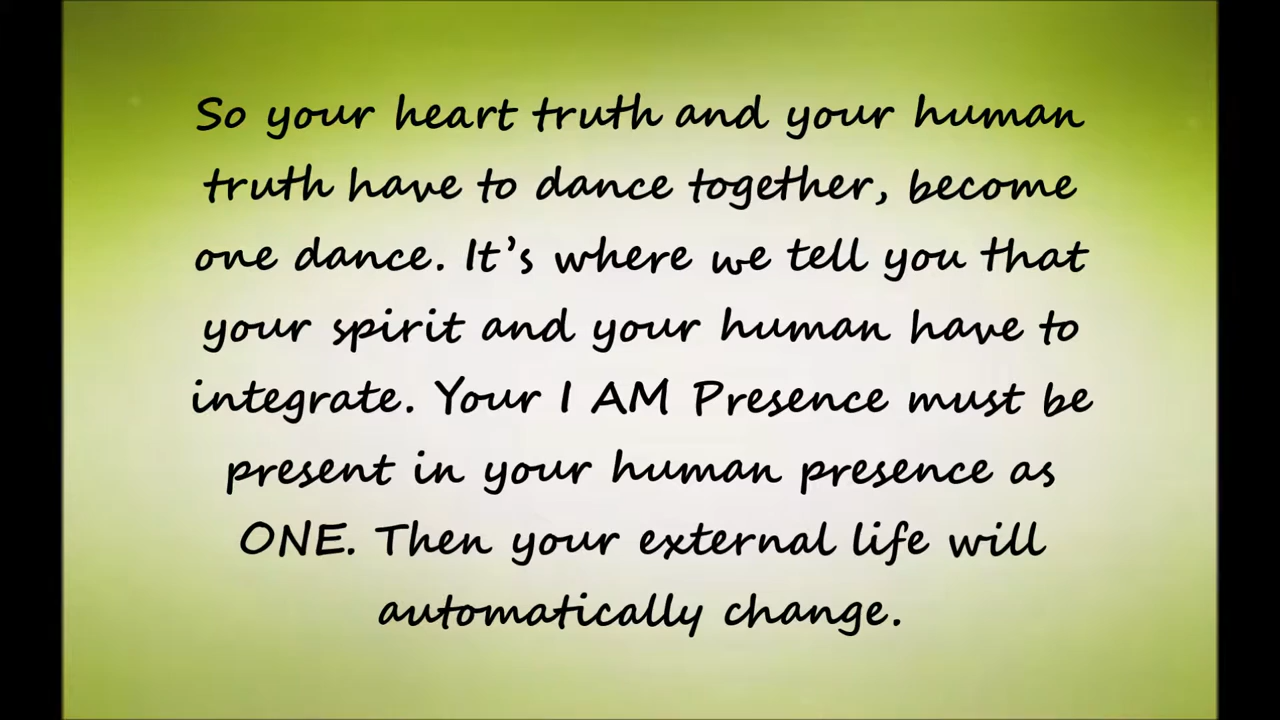 So your heart truth and your human
truth have to dance together, become
one dance. It’s where we tell you that
your spirit and your human have to
integrate. Your I AM Presence must be
present in your human presence as
ONE. Then your external life will
automatically change.